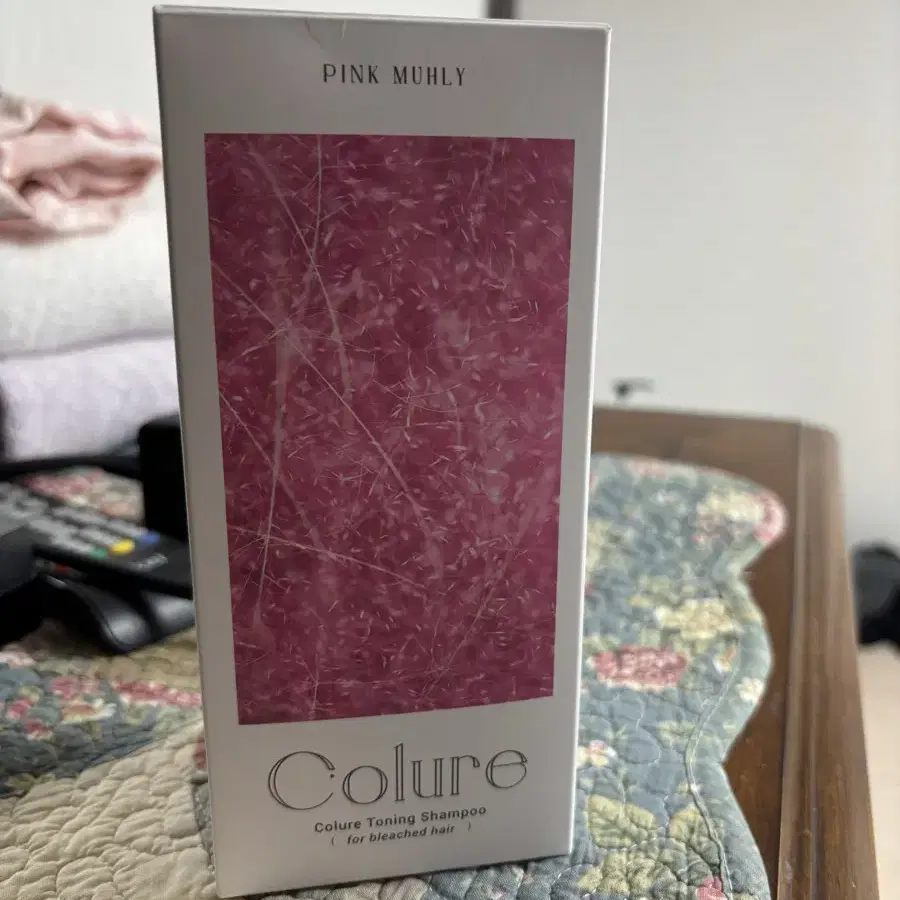 PINK MUHLY
Colure
Colure Toning Shampoo
( for bleached hair )